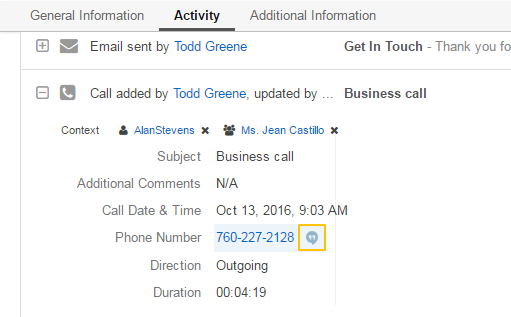 General Information Activity Additional Information
Email sent by Todd Greene Get In Touch - Thank you fo
Call added by Todd Greene, updated by ... Business call
Context AlanStevens Ms. Jean Castillo
Subject Business call
Additional Comments N/A
Call Date & Time Oct 13, 2016, 9:03 AM
Phone Number 760-227-2128
Direction Outgoing
Duration 00:04:19